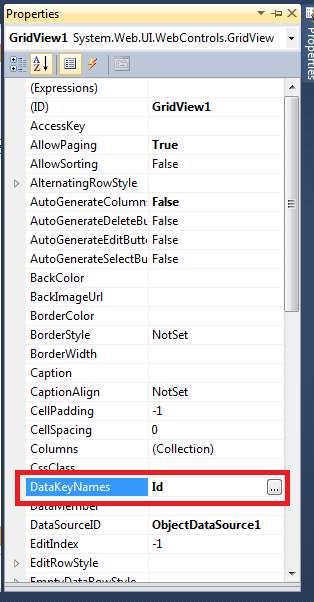 Properties
GridView1 System.Web.UI.WebControls.GridView
(Expressions)
(ID) GridView1
AccessKey
AllowPaging True
AllowSorting False
AlternatingRowStyle
AutoGenerateColumn False
AutoGenerateDeleteBu False
AutoGenerateEditButto False
AutoGenerateSelectBu False
BackColor
BackImageUrl
BorderColor
BorderStyle NotSet
BorderWidth
Caption
CaptionAlign NotSet
CellPadding -1
CellSpacing 0
Columns (Collection)
CssClass
DataKeyNames Id ...
DataMember
DataSourceID ObjectDataSource1
EditIndex -1
EditRowStyle
EmptyDataRowStyle
Properties